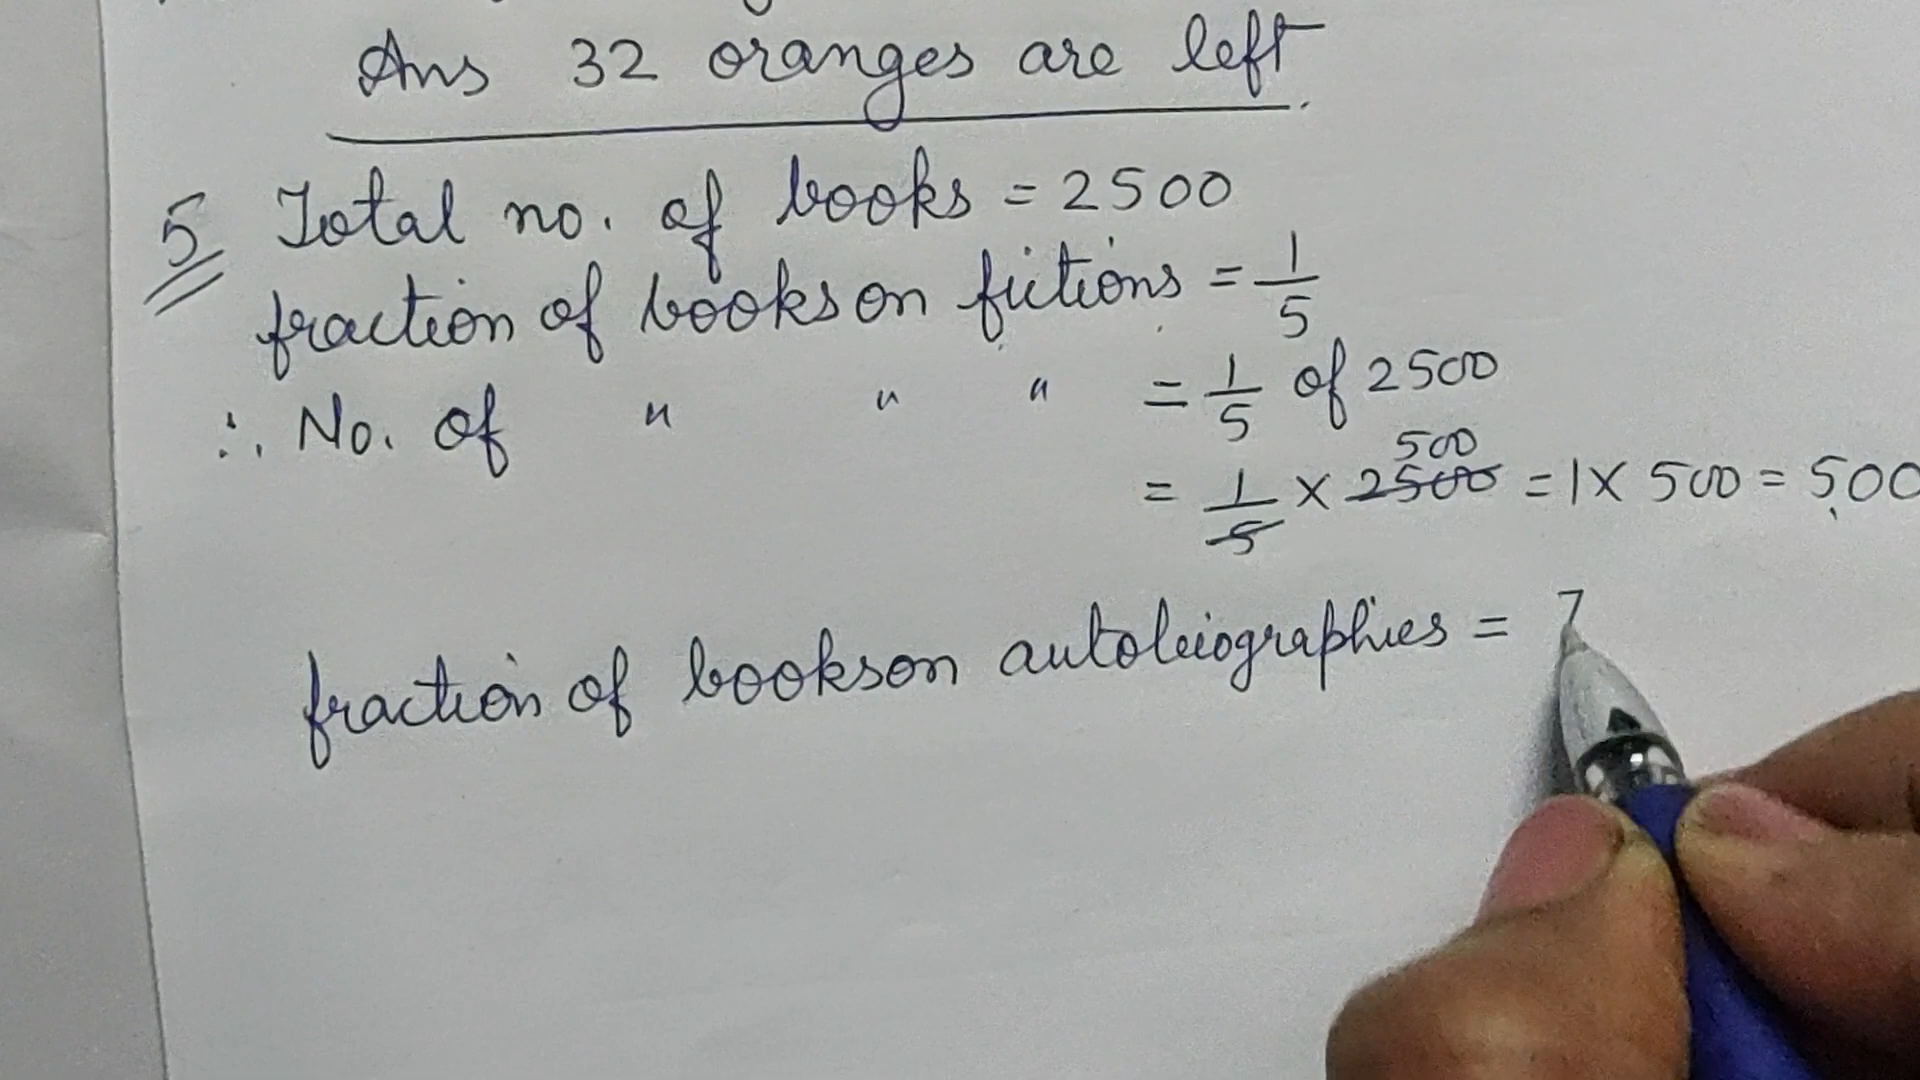 Ans 32 oranges are left.
5 Total no. of books = 2500
fraction of books on fictions = 1/5
∴ No. of " " " = 1/5 of 2500
500
= 1/5 × 2500 = 1 × 500 = 500
fraction of books on autobiographies = 7